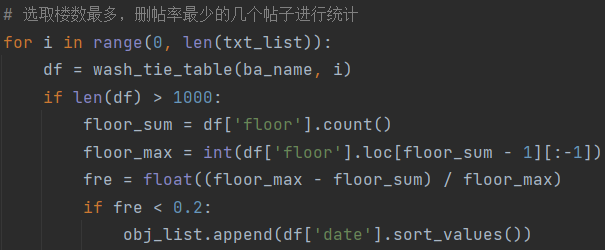 # 选取楼数最多，删帖率最少的几个帖子进行统计
for i in range(0, len(txt_list)):
    df = wash_tie_table(ba_name, i)
    if len(df) > 1000:
        floor_sum = df['floor'].count()
        floor_max = int(df['floor'].loc[floor_sum - 1][:-1])
        fre = float((floor_max - floor_sum) / floor_max)
        if fre < 0.2:
            obj_list.append(df['date'].sort_values())